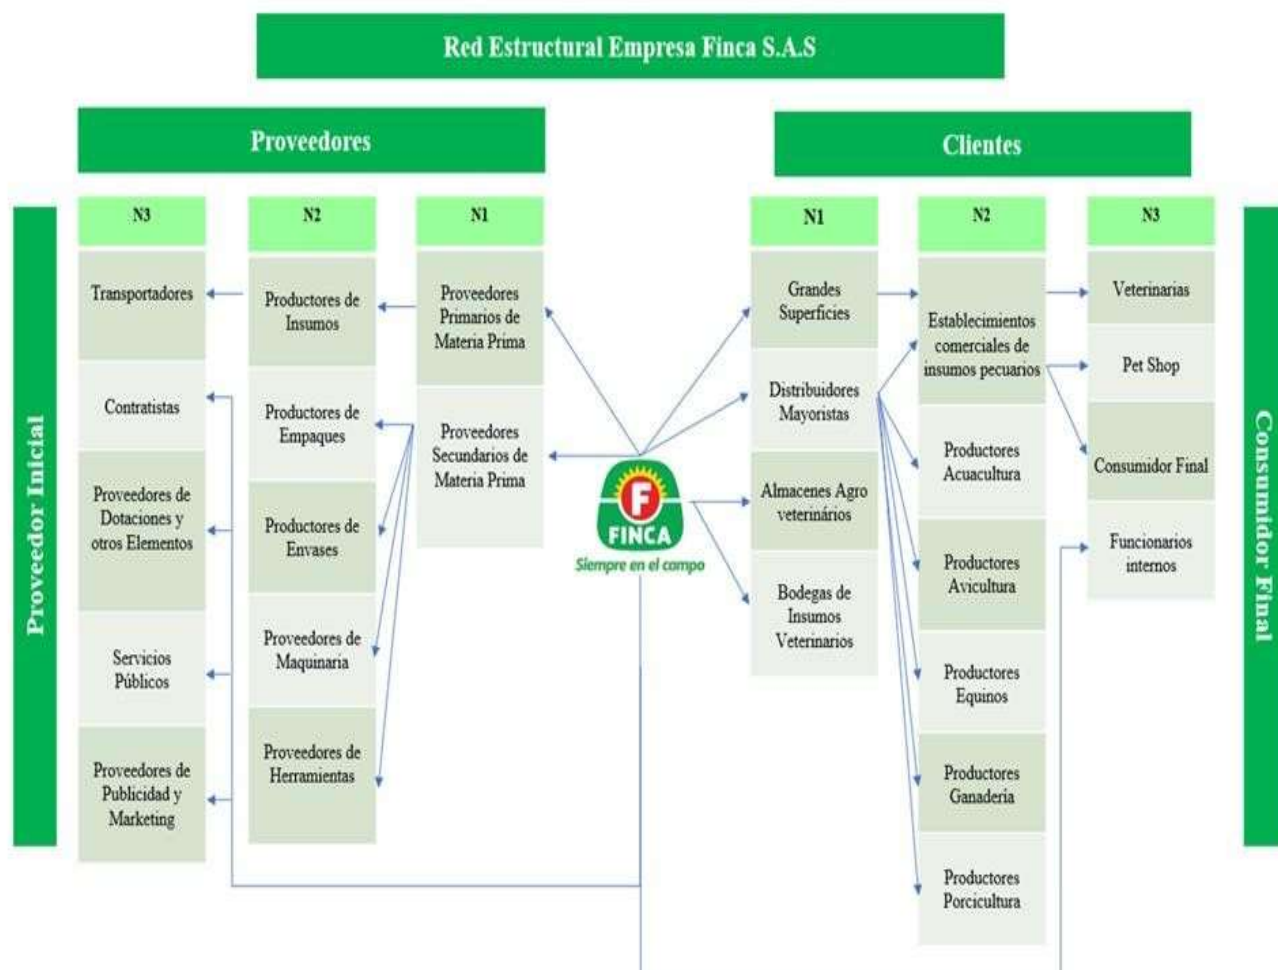 Red Estructural Empresa Finca S.A.S
Proveedores
Clientes
Proveedor Inicial
N3
Transportadores
Contratistas
Proveedores de
Dotaciones y
otros Elementos
Servicios
Públicos
Proveedores de
Publicidad y
Marketing
N2
Productores de
Insumos
Productores de
Empaques
Productores de
Envases
Proveedores de
Maquinaria
Proveedores de
Herramientas
N1
Proveedores
Primarios de
Materia Prima
Proveedores
Secundarios de
Materia Prima
F
FINCA
Siempre en el campo
N1
Grandes
Superficies
Distribuidores
Mayoristas
Almacenes Agro
veterinários
Bodegas de
Insumos
Veterinarios
N2
Establecimientos
comerciales de
insumos pecuarios
Productores
Acuacultura
Productores
Avicultura
Productores
Equinos
Productores
Ganadería
Productores
Porcicultura
N3
Veterinarias
Pet Shop
Consumidor Final
Funcionarios
internos
Consumidor Final